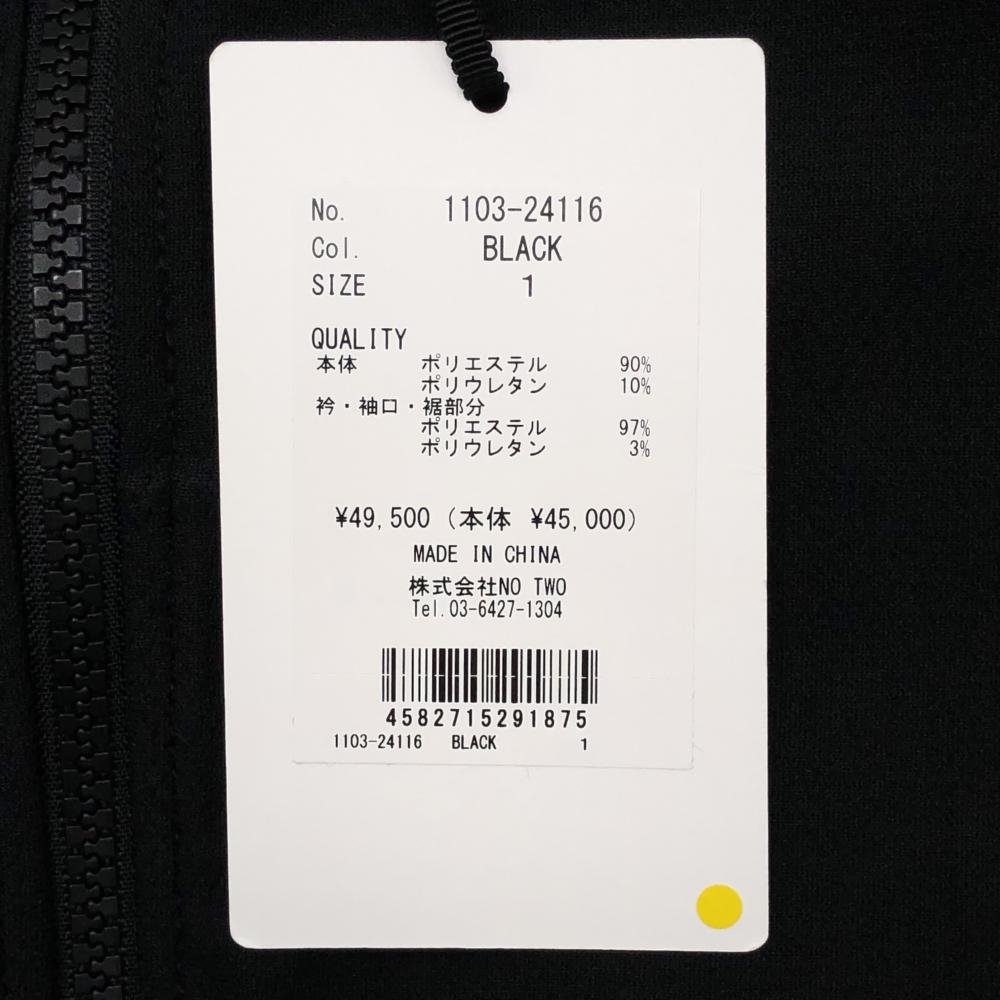 No. 1103-24116
Col. BLACK
SIZE 1
QUALITY
本体 ポリエステル 90%
ポリウレタン 10%
衿・袖口・裾部分
ポリエステル 97%
ポリウレタン 3%
¥49,500 (本体 ¥45,000)
MADE IN CHINA
株式会社NO TWO
Tel.03-6427-1304
4582715291875
1103-24116 BLACK 1